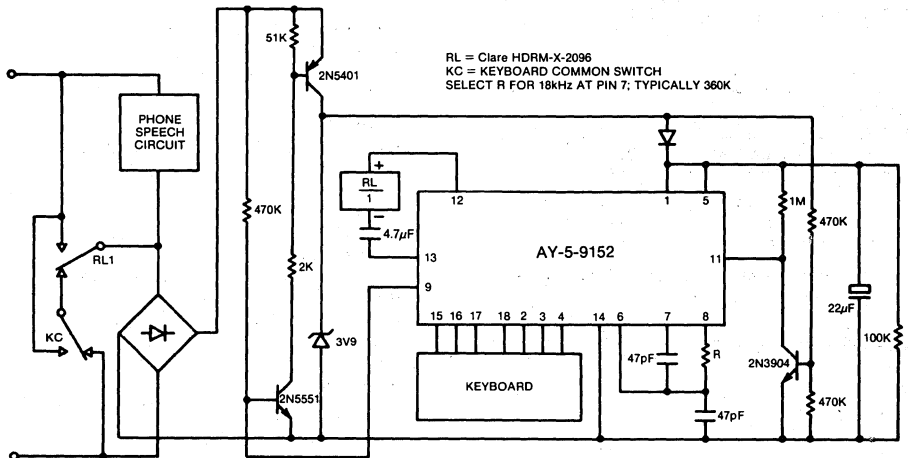 51K
2N5401
RL = Clare HDRM-X-2096
KC = KEYBOARD COMMON SWITCH
SELECT R FOR 18kHz AT PIN 7; TYPICALLY 360K
PHONE
SPEECH
CIRCUIT
+
RL
1
−
12
1
5
1M
470K
470K
4.7μF
13
AY-5-9152
11
RL1
2K
9
22μF
15
16
17
18
2
3
4
14
6
7
8
KC
3V9
47pF
R
2N3904
100K
KEYBOARD
2N5551
47pF
470K